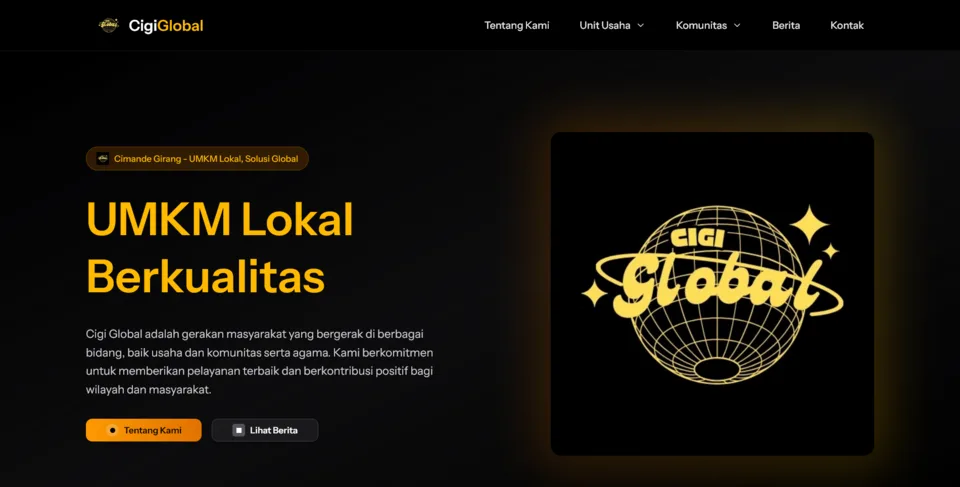 CigiGlobal
Tentang Kami
Unit Usaha
Komunitas
Berita
Kontak
Cimande Girang - UMKM Lokal, Solusi Global
UMKM Lokal
Berkualitas
Cigi Global adalah gerakan masyarakat yang bergerak di berbagai
bidang, baik usaha dan komunitas serta agama. Kami berkomitmen
untuk memberikan pelayanan terbaik dan berkontribusi positif bagi
wilayah dan masyarakat.
Tentang Kami
Lihat Berita
CIGI
Global